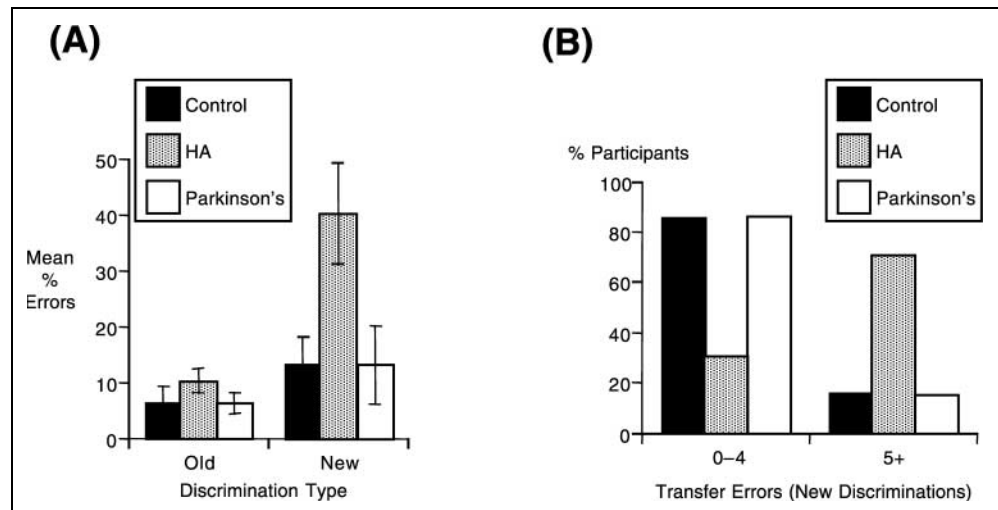 (A)
Control
HA
Parkinson's
50
40
30
20
10
0
Mean
%
Errors
Old
New
Discrimination Type
(B)
Control
HA
Parkinson's
% Participants
100
80
60
40
20
0
0–4
5+
Transfer Errors (New Discriminations)